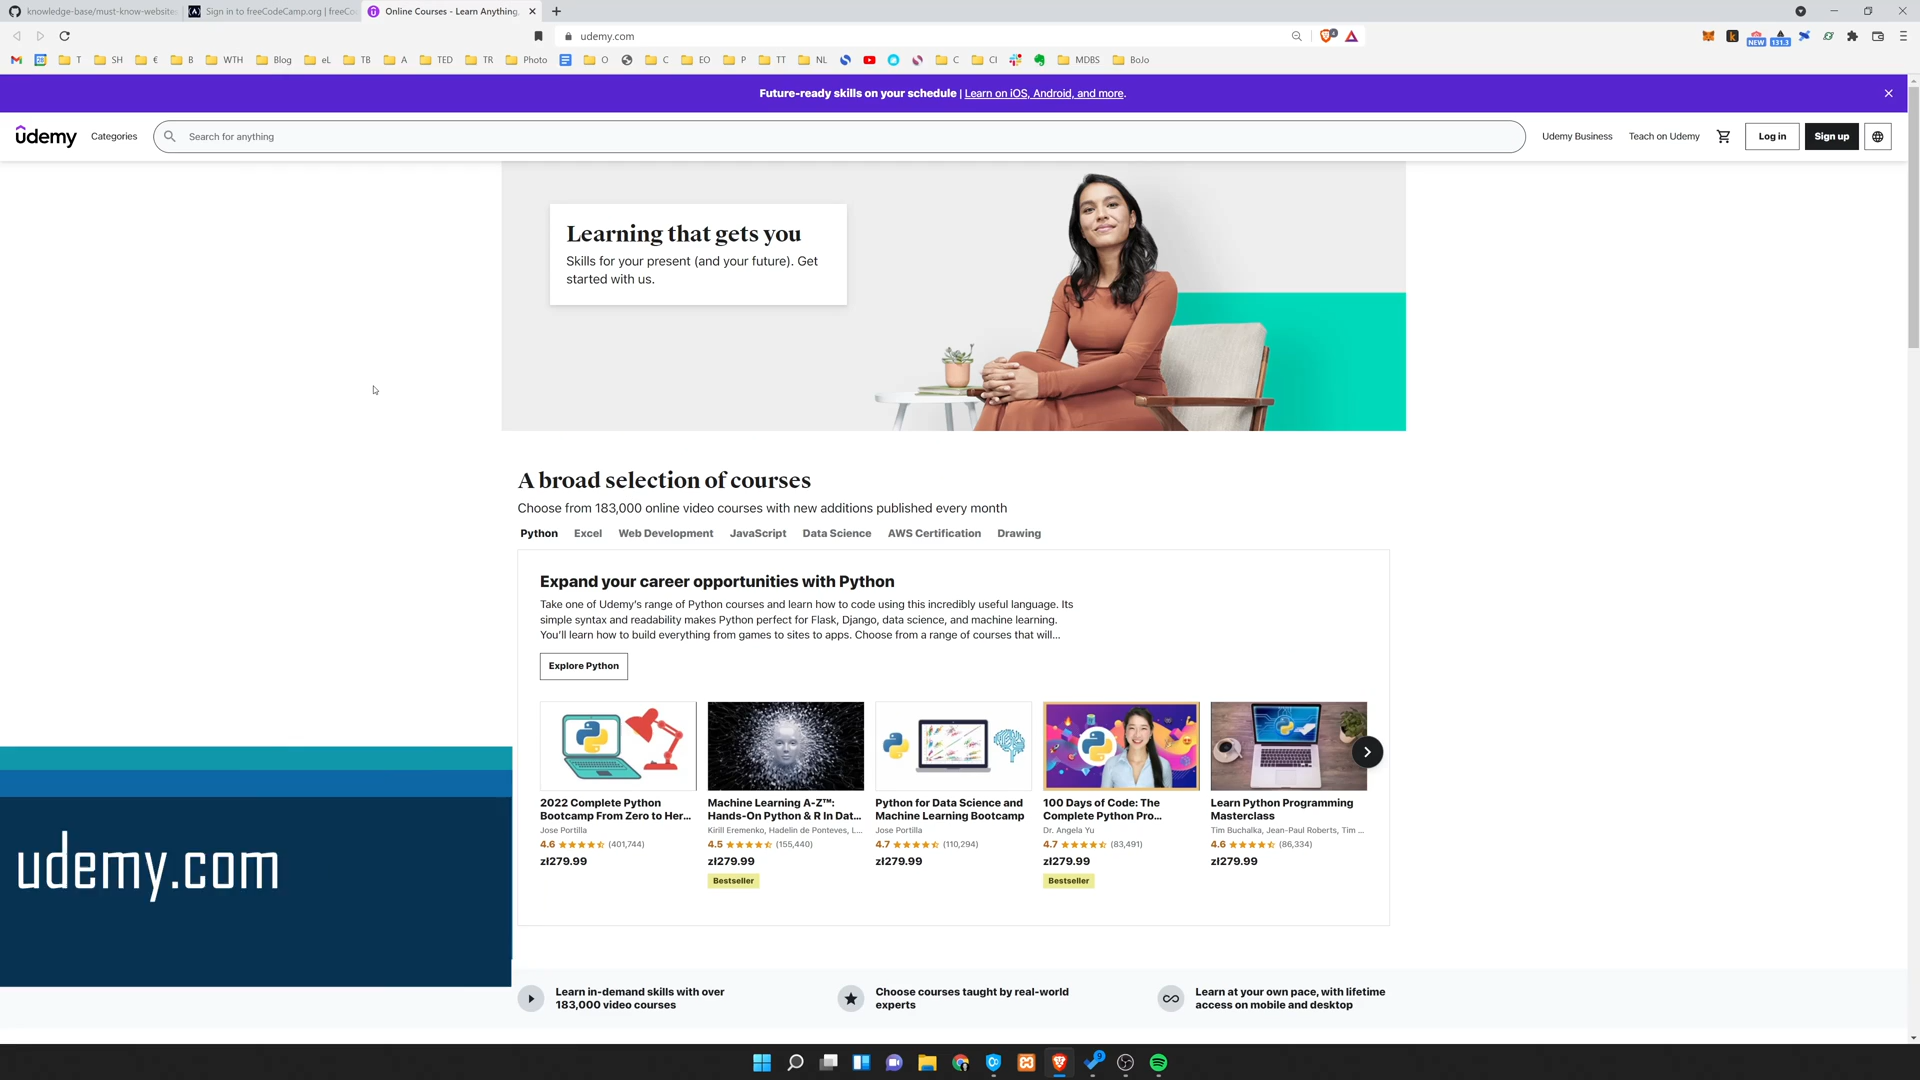 knowledge-base/must-know-website
Sign in to freeCodeCamp.org | freeCo
Online Courses - Learn Anything,
udemy.com
T
SH
€
B
WTH
Blog
eL
TB
A
TED
TR
Photo
O
C
EO
P
TT
NL
C
CI
MDBS
BoJo
NEW
131.3
Future-ready skills on your schedule | Learn on iOS, Android, and more.
udemy
Categories
Search for anything
Udemy Business
Teach on Udemy
Log in
Sign up
Learning that gets you
Skills for your present (and your future). Get
started with us.
A broad selection of courses
Choose from 183,000 online video courses with new additions published every month
Python
Excel
Web Development
JavaScript
Data Science
AWS Certification
Drawing
Expand your career opportunities with Python
Take one of Udemy's range of Python courses and learn how to code using this incredibly useful language. Its
simple syntax and readability makes Python perfect for Flask, Django, data science, and machine learning.
You'll learn how to build everything from games to sites to apps. Choose from a range of courses that will...
Explore Python
2022 Complete Python
Bootcamp From Zero to Her...
Jose Portilla
4.6 (401,744)
zł279.99
Machine Learning A-Z™:
Hands-On Python & R In Dat...
Kirill Eremenko, Hadelin de Ponteves, L...
4.5 (155,440)
zł279.99
Bestseller
Python for Data Science and
Machine Learning Bootcamp
Jose Portilla
4.7 (110,294)
zł279.99
100 Days of Code: The
Complete Python Pro...
Dr. Angela Yu
4.7 (83,491)
zł279.99
Bestseller
Learn Python Programming
Masterclass
Tim Buchalka, Jean-Paul Roberts, Tim ...
4.6 (86,334)
zł279.99
udemy.com
Learn in-demand skills with over
183,000 video courses
Choose courses taught by real-world
experts
Learn at your own pace, with lifetime
access on mobile and desktop